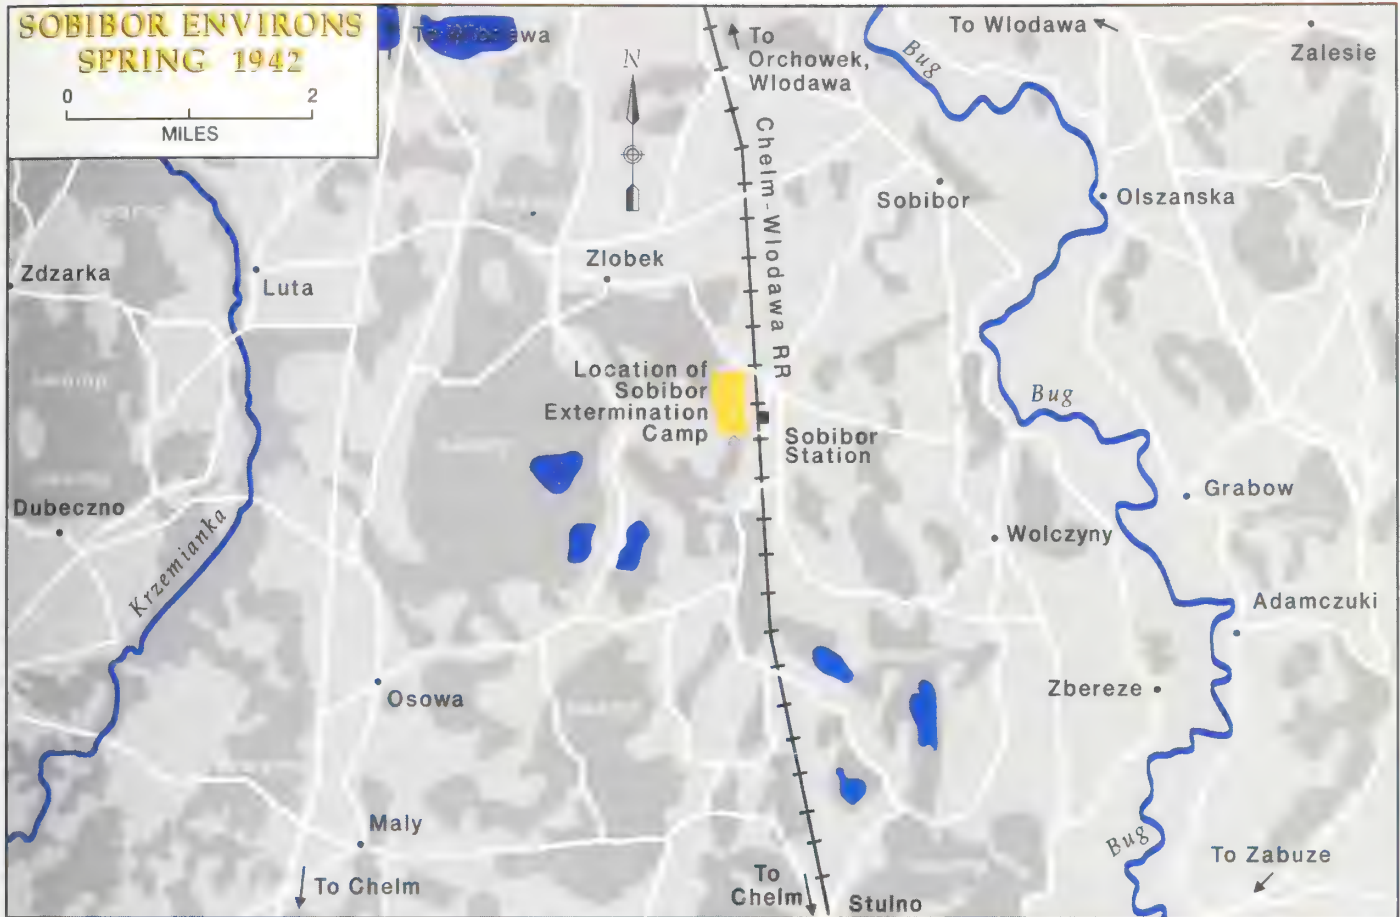 SOBIBOR ENVIRONS
SPRING 1942
0 2
MILES
To
To
Orchowek,
Wlodawa
To Wlodawa
Zalesie
Bug
N
Chelm-Wlodawa RR
Sobibor
Olszanska
Zdzarka
Luta
Zlobek
Location of
Sobibor
Extermination
Camp
Bug
Sobibor
Station
Dubeczno
Krzemianka
Grabow
Wolczyny
Adamczuki
Osowa
Zbereze
Maly
Bug
To Zabuze
To Chelm
To
Chelm
Stulno